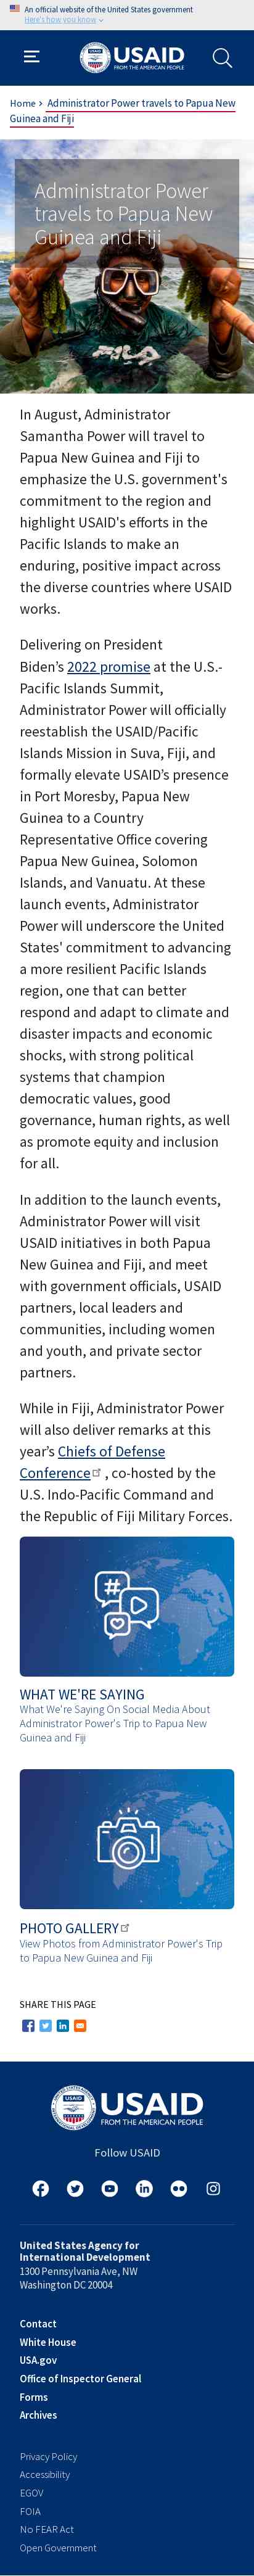 An official website of the United States government
Here's how you know
USAID
FROM THE AMERICAN PEOPLE
Home › Administrator Power travels to Papua New
Guinea and Fiji
Administrator Power
travels to Papua New
Guinea and Fiji
In August, Administrator
Samantha Power will travel to
Papua New Guinea and Fiji to
emphasize the U.S. government's
commitment to the region and
highlight USAID's efforts in the
Pacific Islands to make an
enduring, positive impact across
the diverse countries where USAID
works.
Delivering on President
Biden’s 2022 promise at the U.S.-
Pacific Islands Summit,
Administrator Power will officially
reestablish the USAID/Pacific
Islands Mission in Suva, Fiji, and
formally elevate USAID’s presence
in Port Moresby, Papua New
Guinea to a Country
Representative Office covering
Papua New Guinea, Solomon
Islands, and Vanuatu. At these
launch events, Administrator
Power will underscore the United
States' commitment to advancing
a more resilient Pacific Islands
region, one that can better
respond and adapt to climate and
disaster impacts and economic
shocks, with strong political
systems that champion
democratic values, good
governance, human rights, as well
as promote equity and inclusion
for all.
In addition to the launch events,
Administrator Power will visit
USAID initiatives in both Papua
New Guinea and Fiji, and meet
with government officials, USAID
partners, local leaders and
communities, including women
and youth, and private sector
partners.
While in Fiji, Administrator Power
will also deliver remarks at this
year’s Chiefs of Defense
Conference , co-hosted by the
U.S. Indo-Pacific Command and
the Republic of Fiji Military Forces.
WHAT WE'RE SAYING
What We're Saying On Social Media About
Administrator Power's Trip to Papua New
Guinea and Fiji
PHOTO GALLERY
View Photos from Administrator Power's Trip
to Papua New Guinea and Fiji
SHARE THIS PAGE
USAID
FROM THE AMERICAN PEOPLE
Follow USAID
United States Agency for
International Development
1300 Pennsylvania Ave, NW
Washington DC 20004
Contact
White House
USA.gov
Office of Inspector General
Forms
Archives
Privacy Policy
Accessibility
EGOV
FOIA
No FEAR Act
Open Government